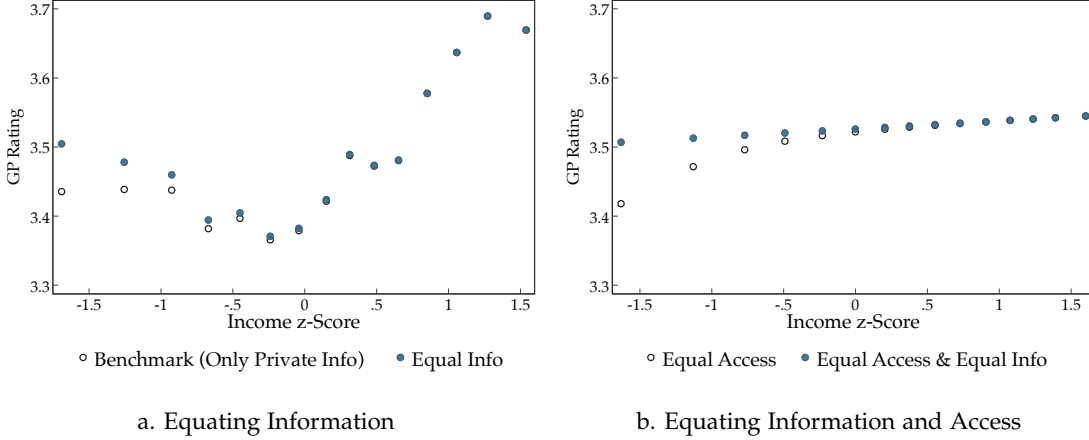 3.7
3.6
3.5
3.4
3.3
GP Rating
-1.5 -1 -.5 0 .5 1 1.5
Income z-Score
Benchmark (Only Private Info) Equal Info
a. Equating Information
3.7
3.6
3.5
3.4
3.3
GP Rating
-1.5 -1 -.5 0 .5 1 1.5
Income z-Score
Equal Access Equal Access & Equal Info
b. Equating Information and Access